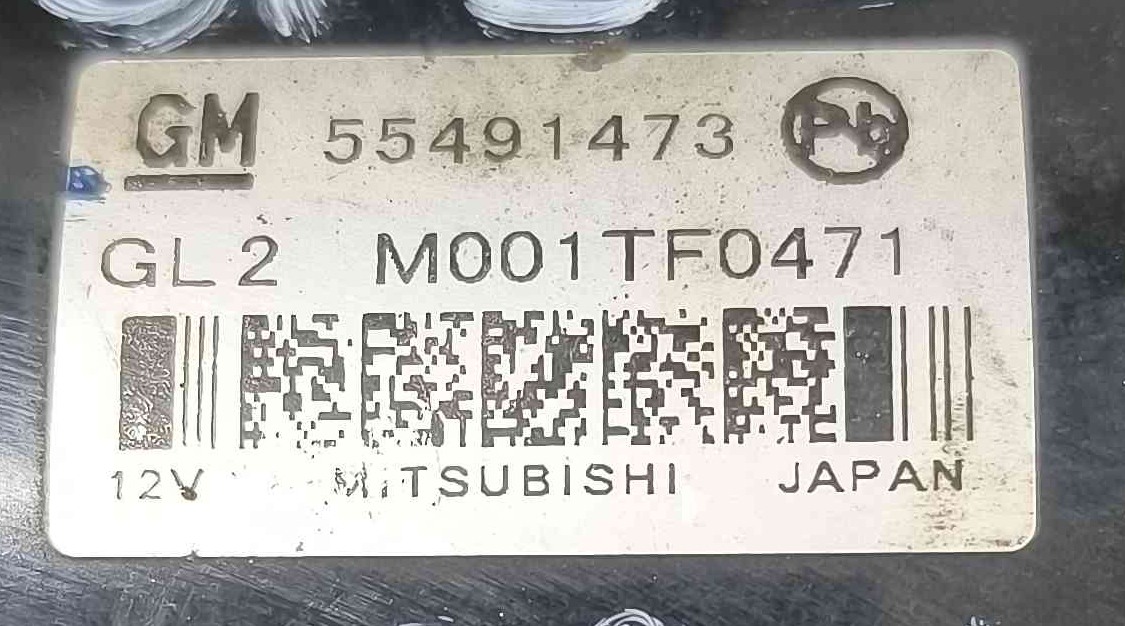 GM 55491473 Pb
GL2 M001TF0471
12V MITSUBISHI JAPAN